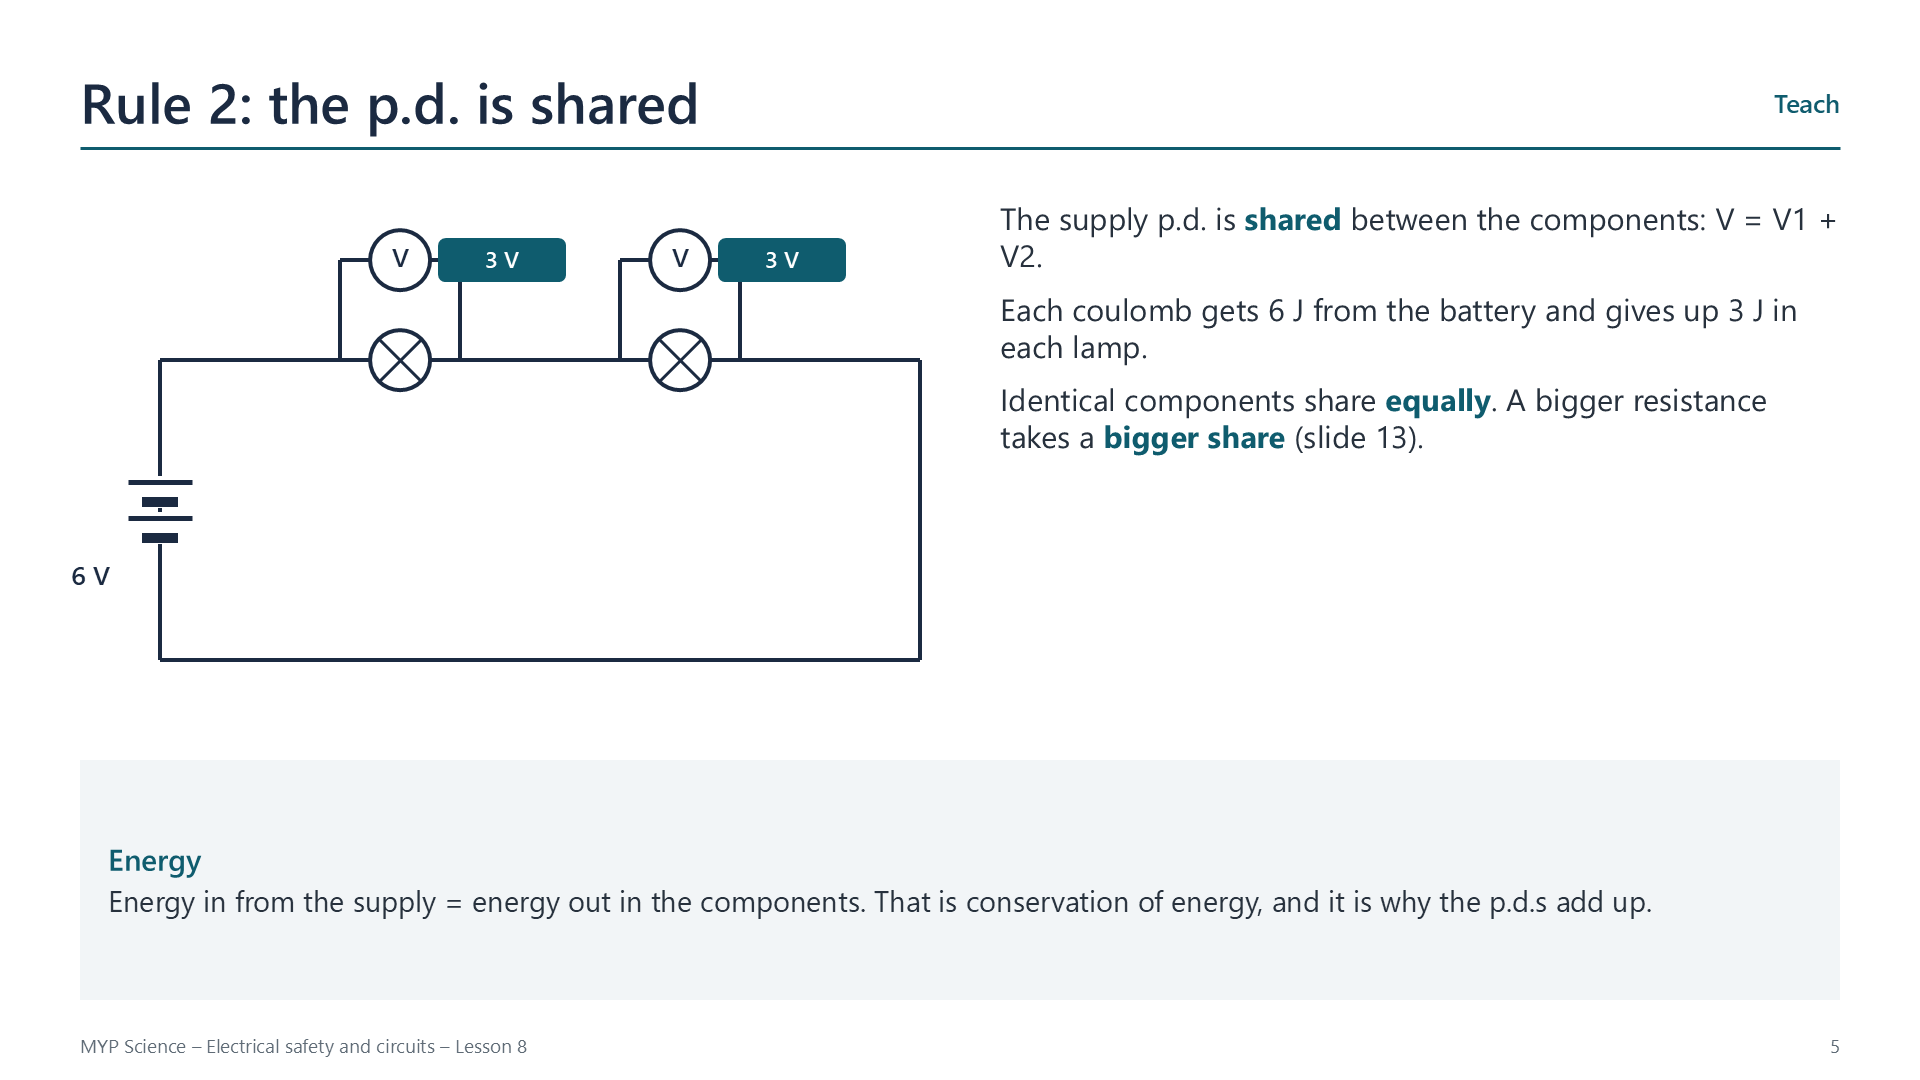 Rule 2: the p.d. is shared
Teach
V
3 V
V
3 V
6 V
The supply p.d. is shared between the components: V = V1 +
V2.
Each coulomb gets 6 J from the battery and gives up 3 J in
each lamp.
Identical components share equally. A bigger resistance
takes a bigger share (slide 13).
Energy
Energy in from the supply = energy out in the components. That is conservation of energy, and it is why the p.d.s add up.
MYP Science – Electrical safety and circuits – Lesson 8
5